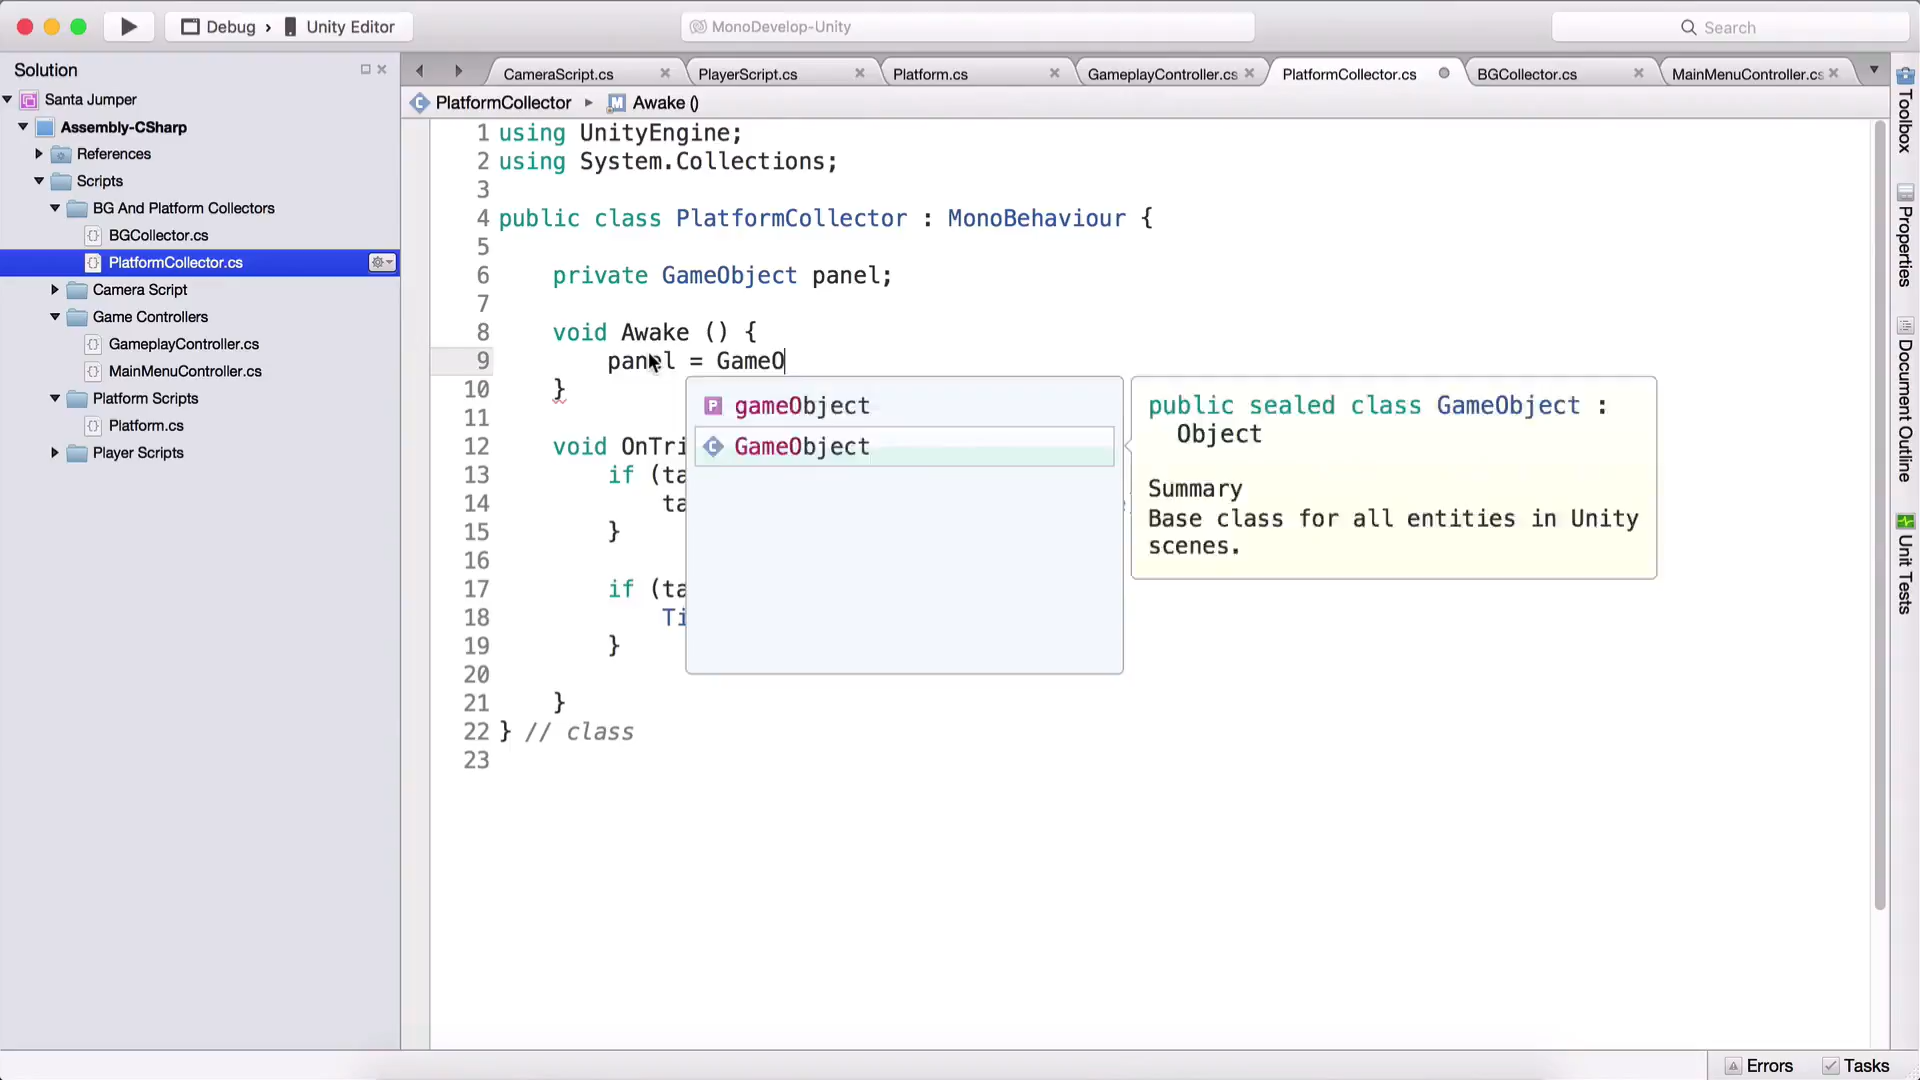 Debug › Unity Editor
MonoDevelop-Unity
Search
Solution
Santa Jumper
Assembly-CSharp
References
Scripts
BG And Platform Collectors
BGCollector.cs
PlatformCollector.cs
Camera Script
Game Controllers
GameplayController.cs
MainMenuController.cs
Platform Scripts
Platform.cs
Player Scripts
CameraScript.cs
PlayerScript.cs
Platform.cs
GameplayController.cs
PlatformCollector.cs
BGCollector.cs
MainMenuController.cs
PlatformCollector ▸ Awake ()
1 using UnityEngine;
2 using System.Collections;
3
4 public class PlatformCollector : MonoBehaviour {
5
6 private GameObject panel;
7
8 void Awake () {
9 panel = GameO
10 }
11
12 void OnTri
13 if (ta
14 ta
15 }
16
17 if (ta
18 Ti
19 }
20
21 }
22 } // class
23
P gameObject
C GameObject
public sealed class GameObject :
Object
Summary
Base class for all entities in Unity
scenes.
Toolbox
Properties
Document Outline
Unit Tests
Errors
Tasks